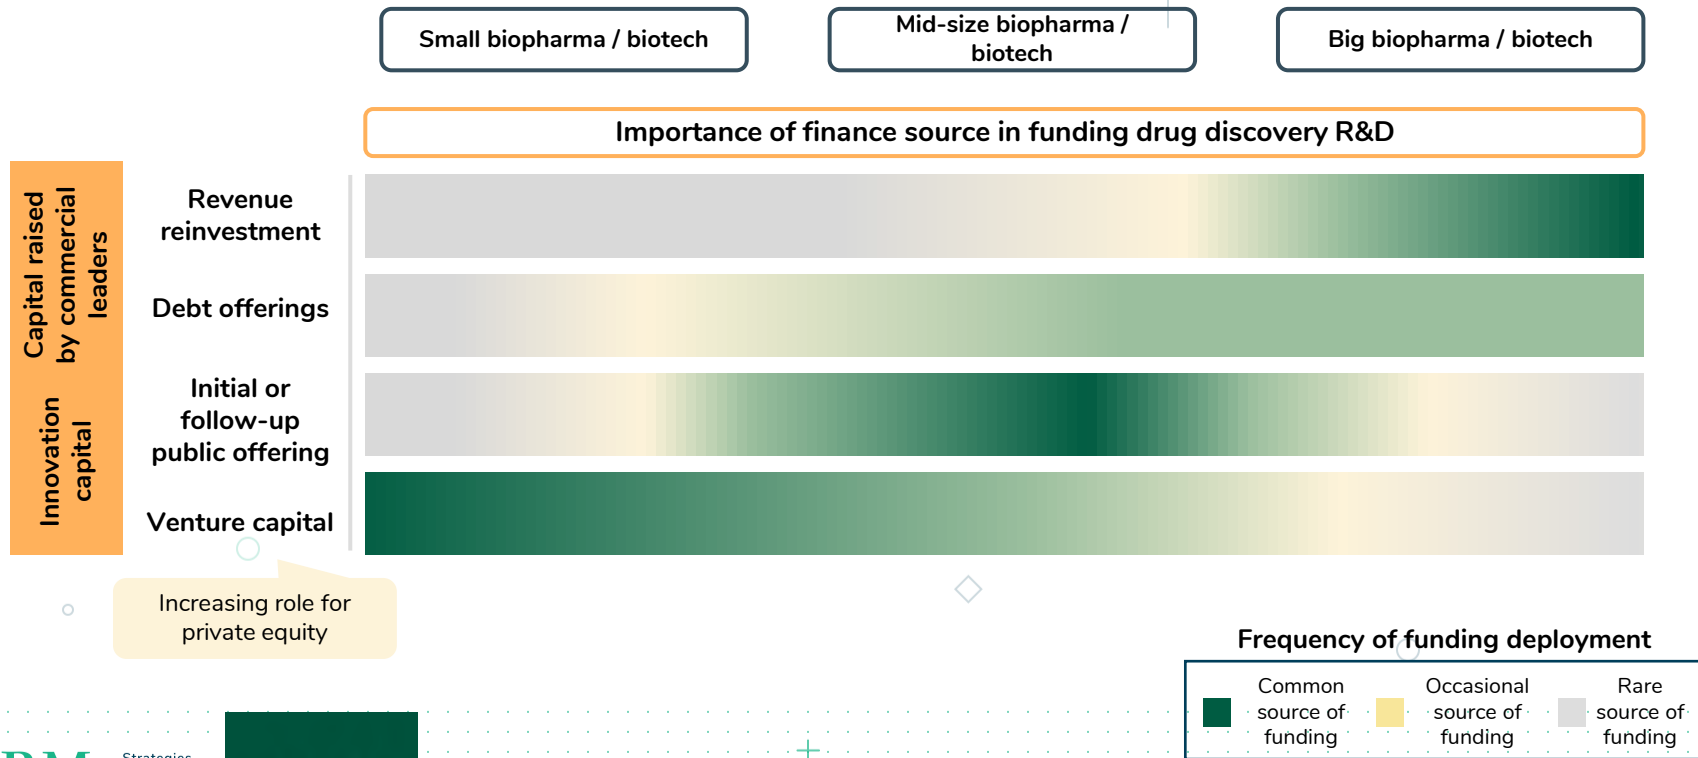 Small biopharma / biotech
Mid-size biopharma /
biotech
Big biopharma / biotech
Importance of finance source in funding drug discovery R&D
Capital raised
by commercial
leaders
Innovation
capital
Revenue
reinvestment
Debt offerings
Initial or
follow-up
public offering
Venture capital
Increasing role for
private equity
Frequency of funding deployment
Common
source of
funding
Occasional
source of
funding
Rare
source of
funding
Strategies